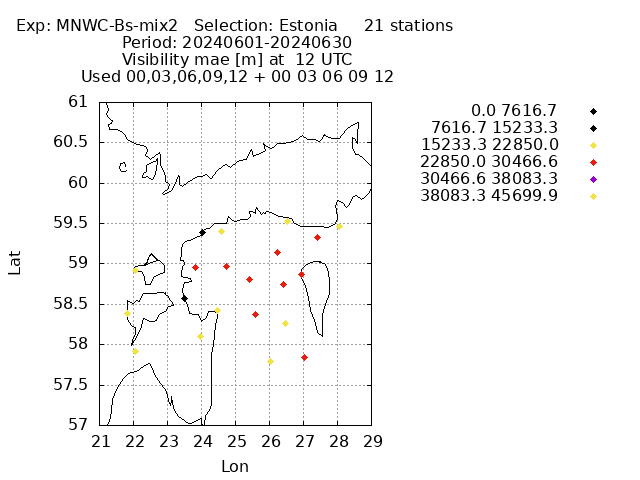 Exp: MNWC-Bs-mix2   Selection: Estonia     21 stations
Period: 20240601-20240630
Visibility mae [m] at  12 UTC
Used 00,03,06,09,12 + 00 03 06 09 12
0.0 7616.7
7616.7 15233.3
15233.3 22850.0
22850.0 30466.6
30466.6 38083.3
38083.3 45699.9
61
60.5
60
59.5
59
58.5
58
57.5
57
Lat
21 22 23 24 25 26 27 28 29
Lon